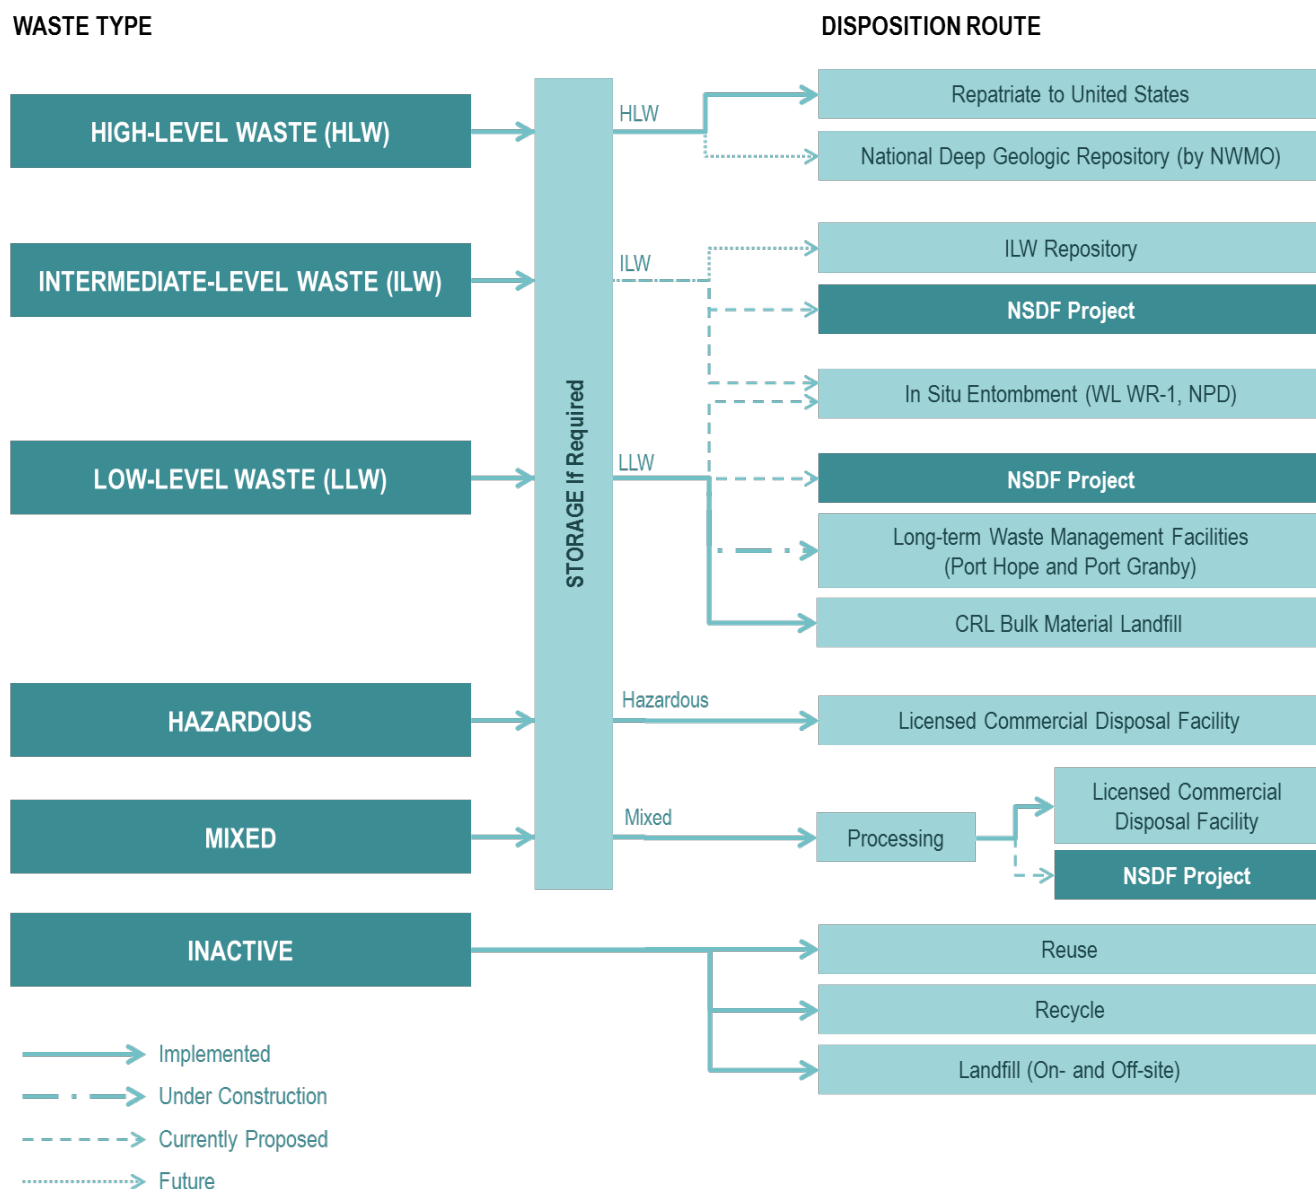 WASTE TYPE
DISPOSITION ROUTE
HIGH-LEVEL WASTE (HLW)
INTERMEDIATE-LEVEL WASTE (ILW)
LOW-LEVEL WASTE (LLW)
HAZARDOUS
MIXED
INACTIVE
STORAGE If Required
HLW
Repatriate to United States
National Deep Geologic Repository (by NWMO)
ILW
ILW Repository
NSDF Project
In Situ Entombment (WL WR-1, NPD)
LLW
NSDF Project
Long-term Waste Management Facilities
(Port Hope and Port Granby)
CRL Bulk Material Landfill
Hazardous
Licensed Commercial Disposal Facility
Mixed
Processing
Licensed Commercial
Disposal Facility
NSDF Project
Reuse
Recycle
Landfill (On- and Off-site)
Implemented
Under Construction
Currently Proposed
Future